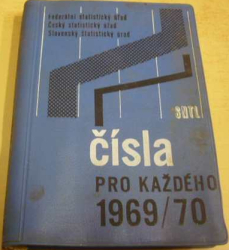 Federální statistický úřad
Český statistický úřad
Slovenský štatistický úrad
SNTL
čísla
PRO KAŽDÉHO
1969/70